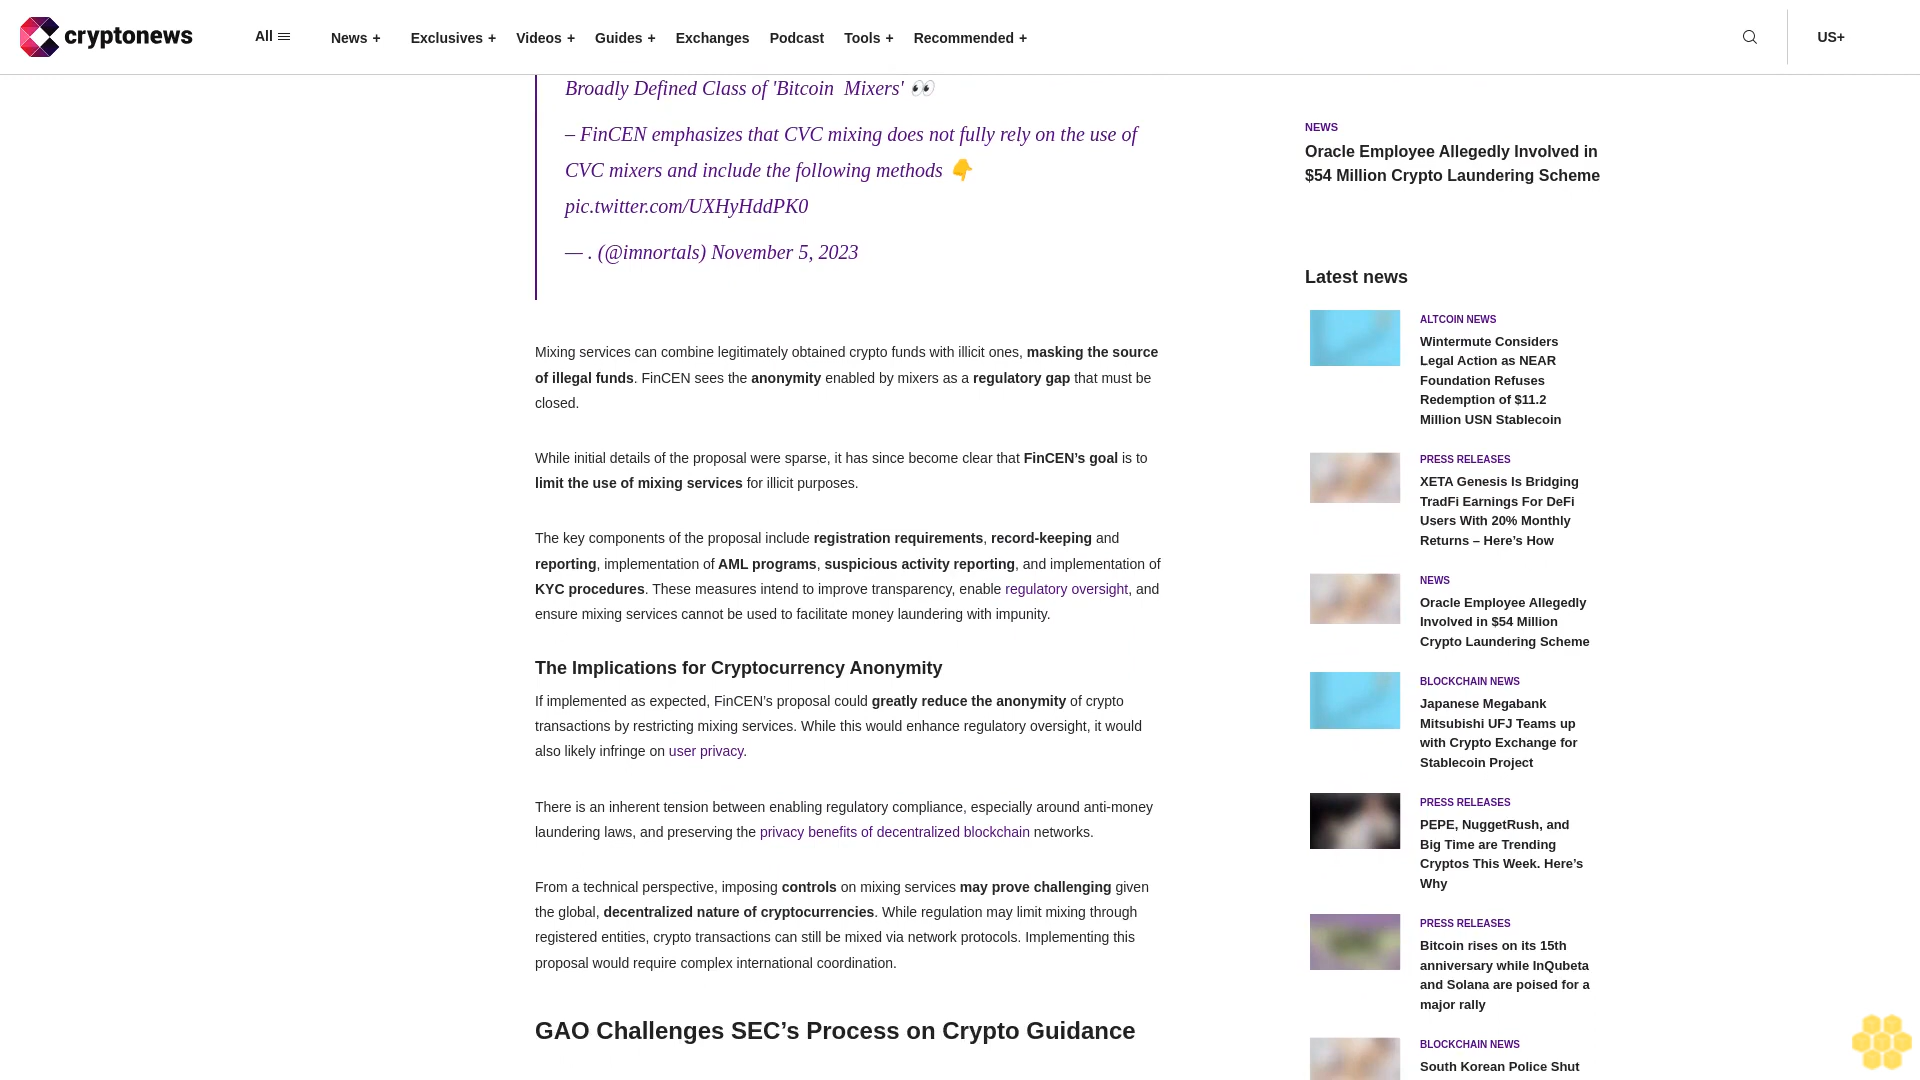 cryptonews
All
News +
Exclusives +
Videos +
Guides +
Exchanges
Podcast
Tools +
Recommended +
US+
Broadly Defined Class of 'Bitcoin  Mixers' 👀
– FinCEN emphasizes that CVC mixing does not fully rely on the use of
CVC mixers and include the following methods 👇
pic.twitter.com/UXHyHddPK0
— . (@imnortals) November 5, 2023
Mixing services can combine legitimately obtained crypto funds with illicit ones, masking the source
of illegal funds. FinCEN sees the anonymity enabled by mixers as a regulatory gap that must be
closed.
While initial details of the proposal were sparse, it has since become clear that FinCEN’s goal is to
limit the use of mixing services for illicit purposes.
The key components of the proposal include registration requirements, record-keeping and
reporting, implementation of AML programs, suspicious activity reporting, and implementation of
KYC procedures. These measures intend to improve transparency, enable regulatory oversight, and
ensure mixing services cannot be used to facilitate money laundering with impunity.
The Implications for Cryptocurrency Anonymity
If implemented as expected, FinCEN’s proposal could greatly reduce the anonymity of crypto
transactions by restricting mixing services. While this would enhance regulatory oversight, it would
also likely infringe on user privacy.
There is an inherent tension between enabling regulatory compliance, especially around anti-money
laundering laws, and preserving the privacy benefits of decentralized blockchain networks.
From a technical perspective, imposing controls on mixing services may prove challenging given
the global, decentralized nature of cryptocurrencies. While regulation may limit mixing through
registered entities, crypto transactions can still be mixed via network protocols. Implementing this
proposal would require complex international coordination.
GAO Challenges SEC’s Process on Crypto Guidance
NEWS
Oracle Employee Allegedly Involved in
$54 Million Crypto Laundering Scheme
Latest news
ALTCOIN NEWS
Wintermute Considers
Legal Action as NEAR
Foundation Refuses
Redemption of $11.2
Million USN Stablecoin
PRESS RELEASES
XETA Genesis Is Bridging
TradFi Earnings For DeFi
Users With 20% Monthly
Returns – Here’s How
NEWS
Oracle Employee Allegedly
Involved in $54 Million
Crypto Laundering Scheme
BLOCKCHAIN NEWS
Japanese Megabank
Mitsubishi UFJ Teams up
with Crypto Exchange for
Stablecoin Project
PRESS RELEASES
PEPE, NuggetRush, and
Big Time are Trending
Cryptos This Week. Here’s
Why
PRESS RELEASES
Bitcoin rises on its 15th
anniversary while InQubeta
and Solana are poised for a
major rally
BLOCKCHAIN NEWS
South Korean Police Shut